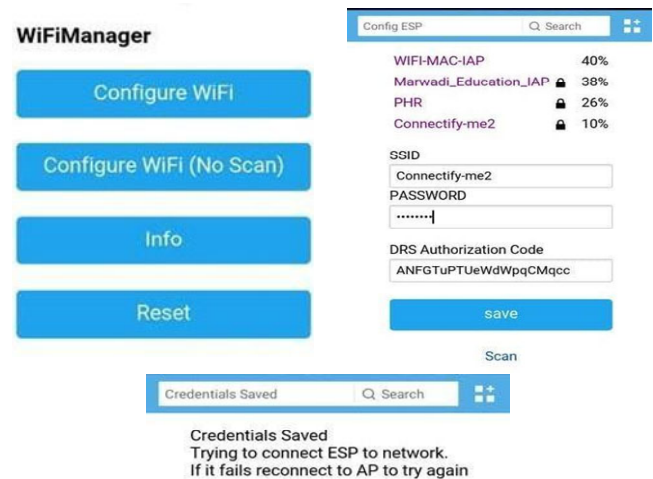 WiFiManager
Configure WiFi
Configure WiFi (No Scan)
Info
Reset
Config ESP Search
WIFI-MAC-IAP 40%
Marwadi_Education_IAP 38%
PHR 26%
Connectify-me2 10%
SSID
Connectify-me2
PASSWORD
••••••••
DRS Authorization Code
ANFGTuPTUeWdWpqCMqcc
save
Scan
Credentials Saved Search
Credentials Saved
Trying to connect ESP to network.
If it fails reconnect to AP to try again